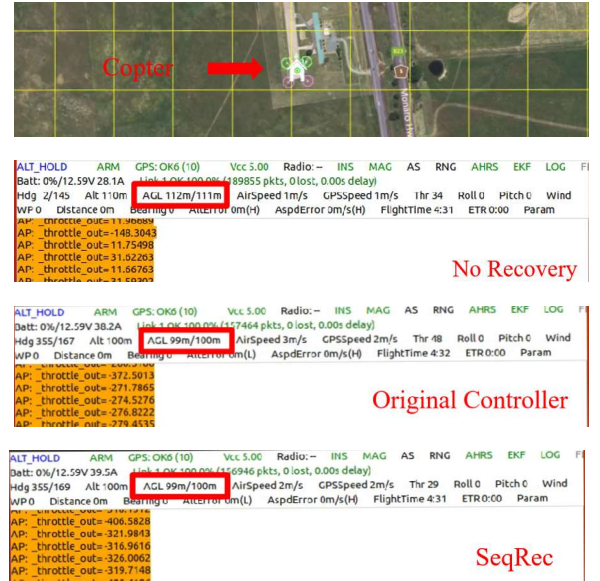 Copter
B23
Monaro Hw
ALT_HOLD ARM GPS: OK6 (10) Vcc 5.00 Radio: -- INS MAG AS RNG AHRS EKF LOG
Batt: 0%/12.59V 28.1A Link 1 OK 100.0% (189855 pkts, 0 lost, 0.00s delay)
Hdg 2/145 Alt 110m AGL 112m/111m AirSpeed 1m/s GPSSpeed 1m/s Thr 34 Roll 0 Pitch 0 Wind
WP 0 Distance 0m Bearing 0 AltError 0m(H) AspdError 0m/s(H) FlightTime 4:31 ETR 0:00 Param
AP: _throttle_out= 11.96689
AP: _throttle_out=-148.3043
AP: _throttle_out= 11.75498
AP: _throttle_out= 31.62263
AP: _throttle_out= 11.66763
AP: _throttle_out= 31.59302
No Recovery
ALT_HOLD ARM GPS: OK6 (10) Vcc 5.00 Radio: -- INS MAG AS RNG AHRS EKF LOG
Batt: 0%/12.59V 38.2A Link 1 OK 100.0% (157464 pkts, 0 lost, 0.00s delay)
Hdg 355/167 Alt 100m AGL 99m/100m AirSpeed 3m/s GPSSpeed 2m/s Thr 48 Roll 0 Pitch 0 Wind
WP 0 Distance 0m Bearing 0 AltError 0m(L) AspdError 0m/s(H) FlightTime 4:32 ETR 0:00 Param
AP: _throttle_out=
AP: _throttle_out= -372.5013
AP: _throttle_out= -271.7865
AP: _throttle_out= -274.5276
AP: _throttle_out= -276.8222
AP: _throttle_out= -279.4535
Original Controller
ALT_HOLD ARM GPS: OK6 (10) Vcc 5.00 Radio: -- INS MAG AS RNG AHRS EKF LOG
Batt: 0%/12.59V 39.5A Link 1 OK 100.0% (156946 pkts, 0 lost, 0.00s delay)
Hdg 355/169 Alt 100m AGL 99m/100m AirSpeed 2m/s GPSSpeed 2m/s Thr 29 Roll 0 Pitch 0 Wind
WP 0 Distance 0m Bearing 0 AltError 0m(L) AspdError 0m/s(H) FlightTime 4:31 ETR 0:00 Param
AP: _throttle_out=
AP: _throttle_out= -406.5828
AP: _throttle_out= -321.9843
AP: _throttle_out= -316.9616
AP: _throttle_out= -326.0062
AP: _throttle_out= -319.7148
SeqRec